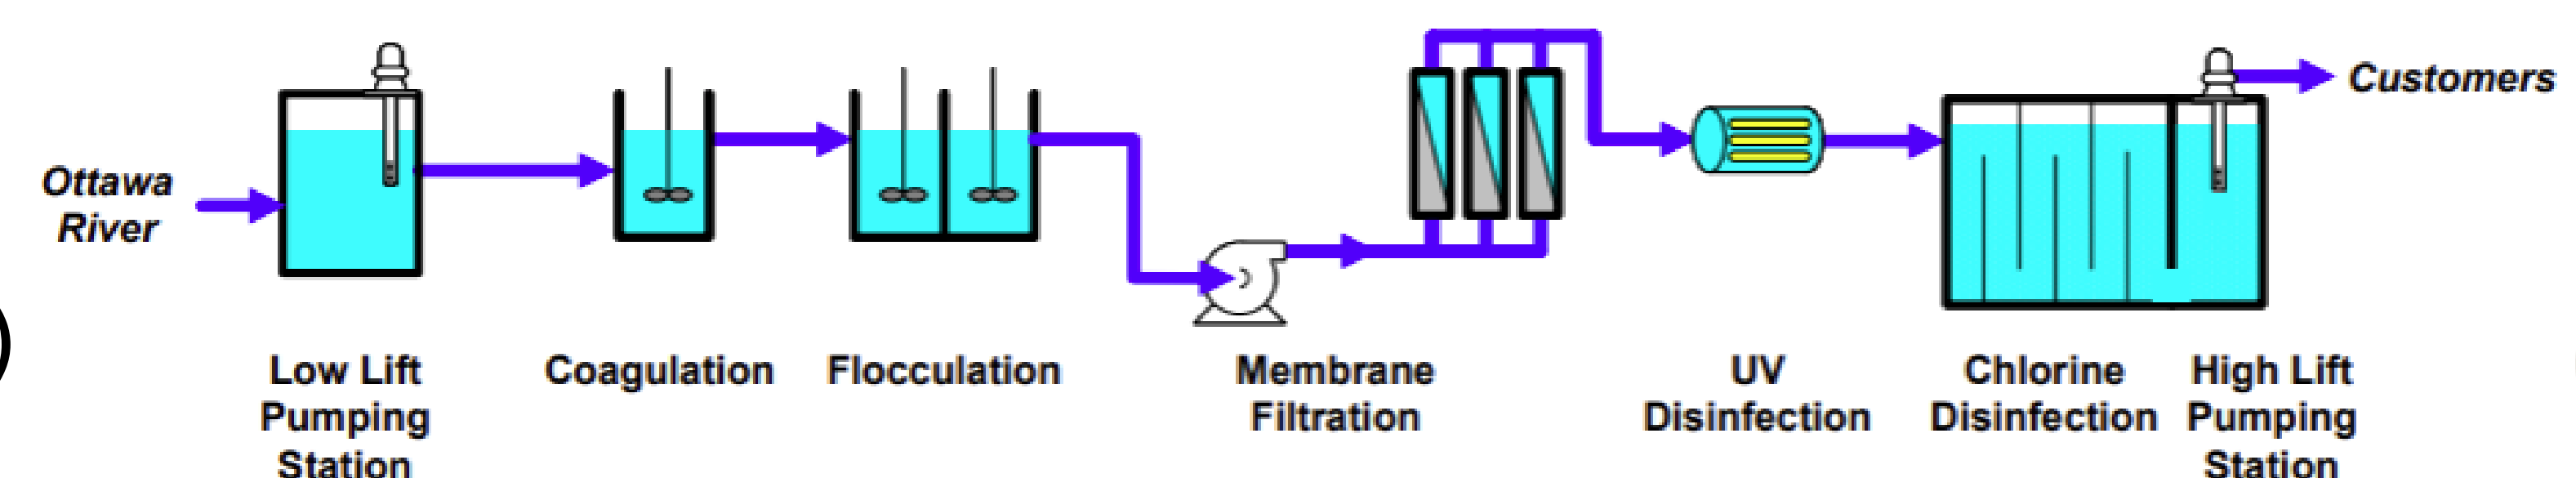 Ottawa
River
Customers
)
Low Lift
Pumping
Station
Coagulation
Flocculation
Membrane
Filtration
UV
Disinfection
Chlorine
Disinfection
High Lift
Pumping
Station